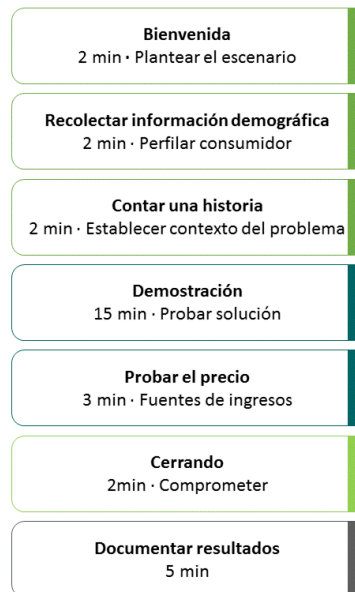 Bienvenida
2 min · Plantear el escenario
Recolectar información demográfica
2 min · Perfilar consumidor
Contar una historia
2 min · Establecer contexto del problema
Demostración
15 min · Probar solución
Probar el precio
3 min · Fuentes de ingresos
Cerrando
2min · Comprometer
Documentar resultados
5 min